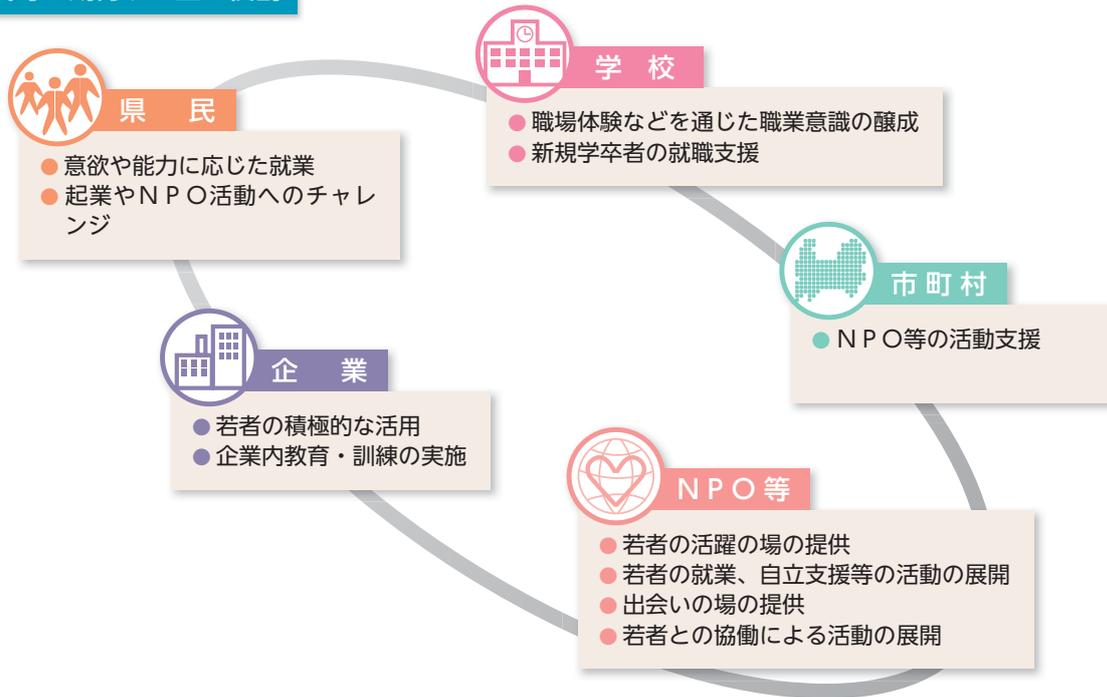 県民
意欲や能力に応じた就業
起業やＮＰＯ活動へのチャレ
ンジ
学校
職場体験などを通じた職業意識の醸成
新規学卒者の就職支援
市町村
ＮＰＯ等の活動支援
企業
若者の積極的な活用
企業内教育・訓練の実施
NPO等
若者の活躍の場の提供
若者の就業、自立支援等の活動の展開
出会いの場の提供
若者との協働による活動の展開